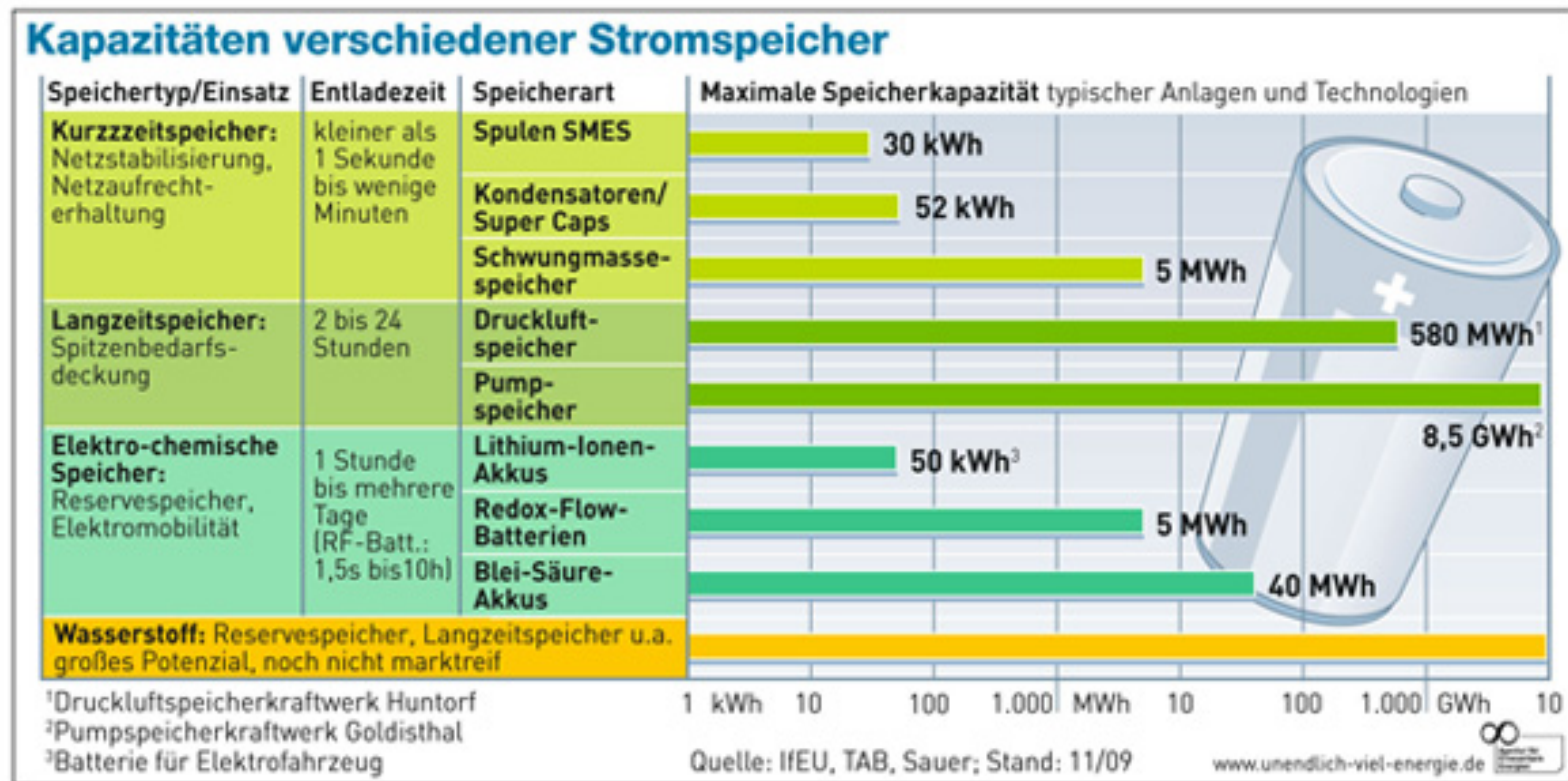 Kapazitäten verschiedener Stromspeicher
Speichertyp/Einsatz Entladezeit Speicherart Maximale Speicherkapazität typischer Anlagen und Technologien
Kurzzzeitspeicher:
Netzstabilisierung,
Netzaufrecht-
erhaltung
kleiner als
1 Sekunde
bis wenige
Minuten
Spulen SMES
30 kWh
Kondensatoren/
Super Caps
52 kWh
Schwungmasse-
speicher
5 MWh
Langzeitspeicher:
Spitzenbedarfs-
deckung
2 bis 24
Stunden
Druckluft-
speicher
580 MWh¹
Pump-
speicher
8,5 GWh²
Elektro-chemische
Speicher:
Reservespeicher,
Elektromobilität
1 Stunde
bis mehrere
Tage
(RF-Batt.:
1,5s bis10h)
Lithium-Ionen-
Akkus
50 kWh³
Redox-Flow-
Batterien
5 MWh
Blei-Säure-
Akkus
40 MWh
Wasserstoff: Reservespeicher, Langzeitspeicher u.a.
großes Potenzial, noch nicht marktreif
1 kWh 10 100 1.000 MWh 10 100 1.000 GWh 10
¹Druckluftspeicherkraftwerk Huntorf
²Pumpspeicherkraftwerk Goldisthal
³Batterie für Elektrofahrzeug
Quelle: IfEU, TAB, Sauer; Stand: 11/09
www.unendlich-viel-energie.de